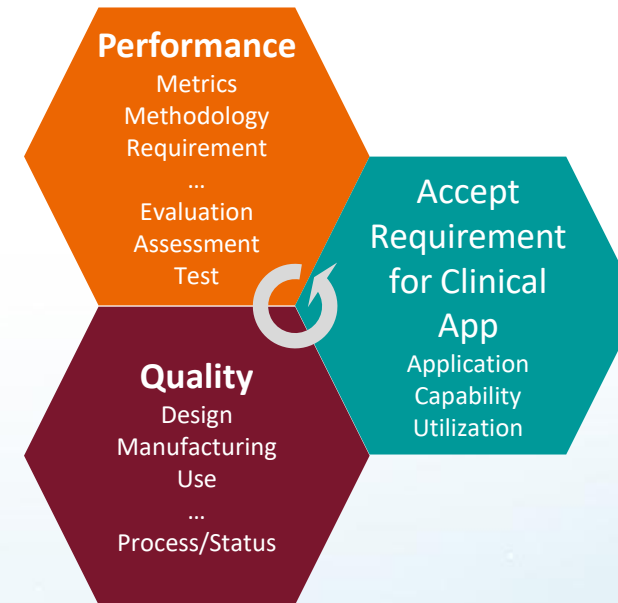 Performance
Metrics
Methodology
Requirement
...
Evaluation
Assessment
Test
Accept
Requirement
for Clinical
App
Application
Capability
Utilization
Quality
Design
Manufacturing
Use
...
Process/Status